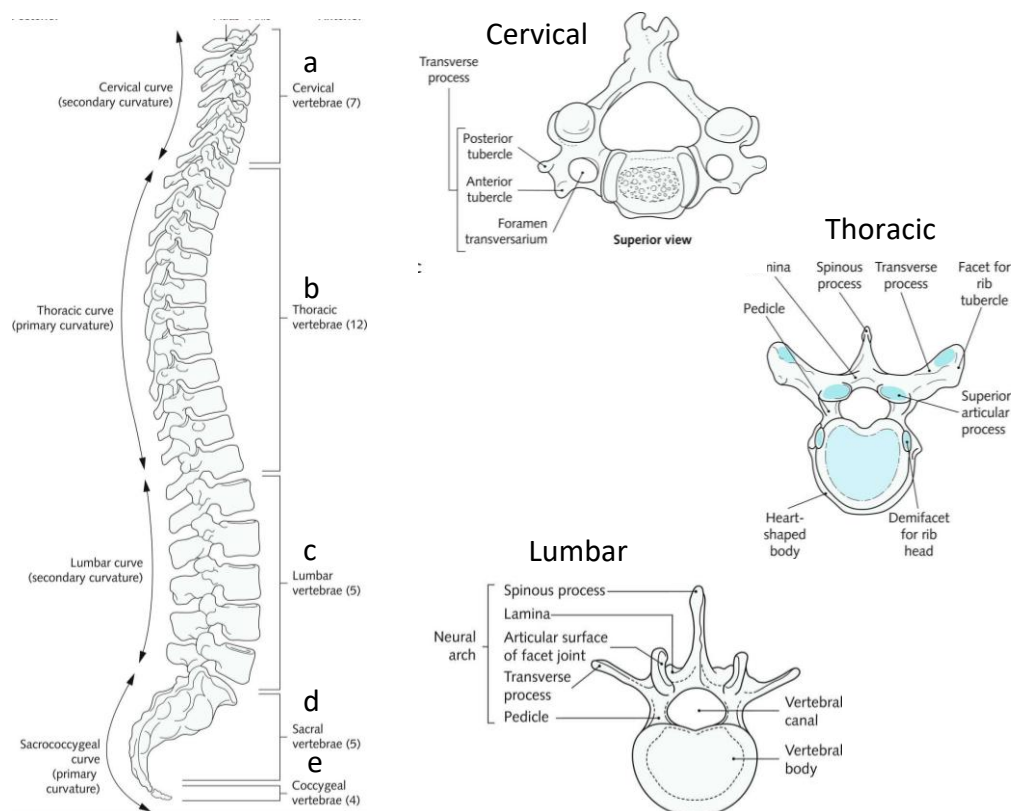 Cervical curve
(secondary curvature)
Thoracic curve
(primary curvature)
Lumbar curve
(secondary curvature)
Sacrococcygeal
curve
(primary
curvature)
a
Cervical
vertebrae (7)
b
Thoracic
vertebrae (12)
c
Lumbar
vertebrae (5)
d
Sacral
vertebrae (5)
e
Coccygeal
vertebrae (4)
Cervical
Transverse
process
Posterior
tubercle
Anterior
tubercle
Foramen
transversarium
Superior view
Thoracic
Spinous
process
Transverse
process
Facet for
rib
tubercle
Pedicle
Superior
articular
process
Heart-
shaped
body
Demifacet
for rib
head
Lumbar
Neural
arch
Spinous process
Lamina
Articular surface
of facet joint
Transverse
process
Pedicle
Vertebral
canal
Vertebral
body